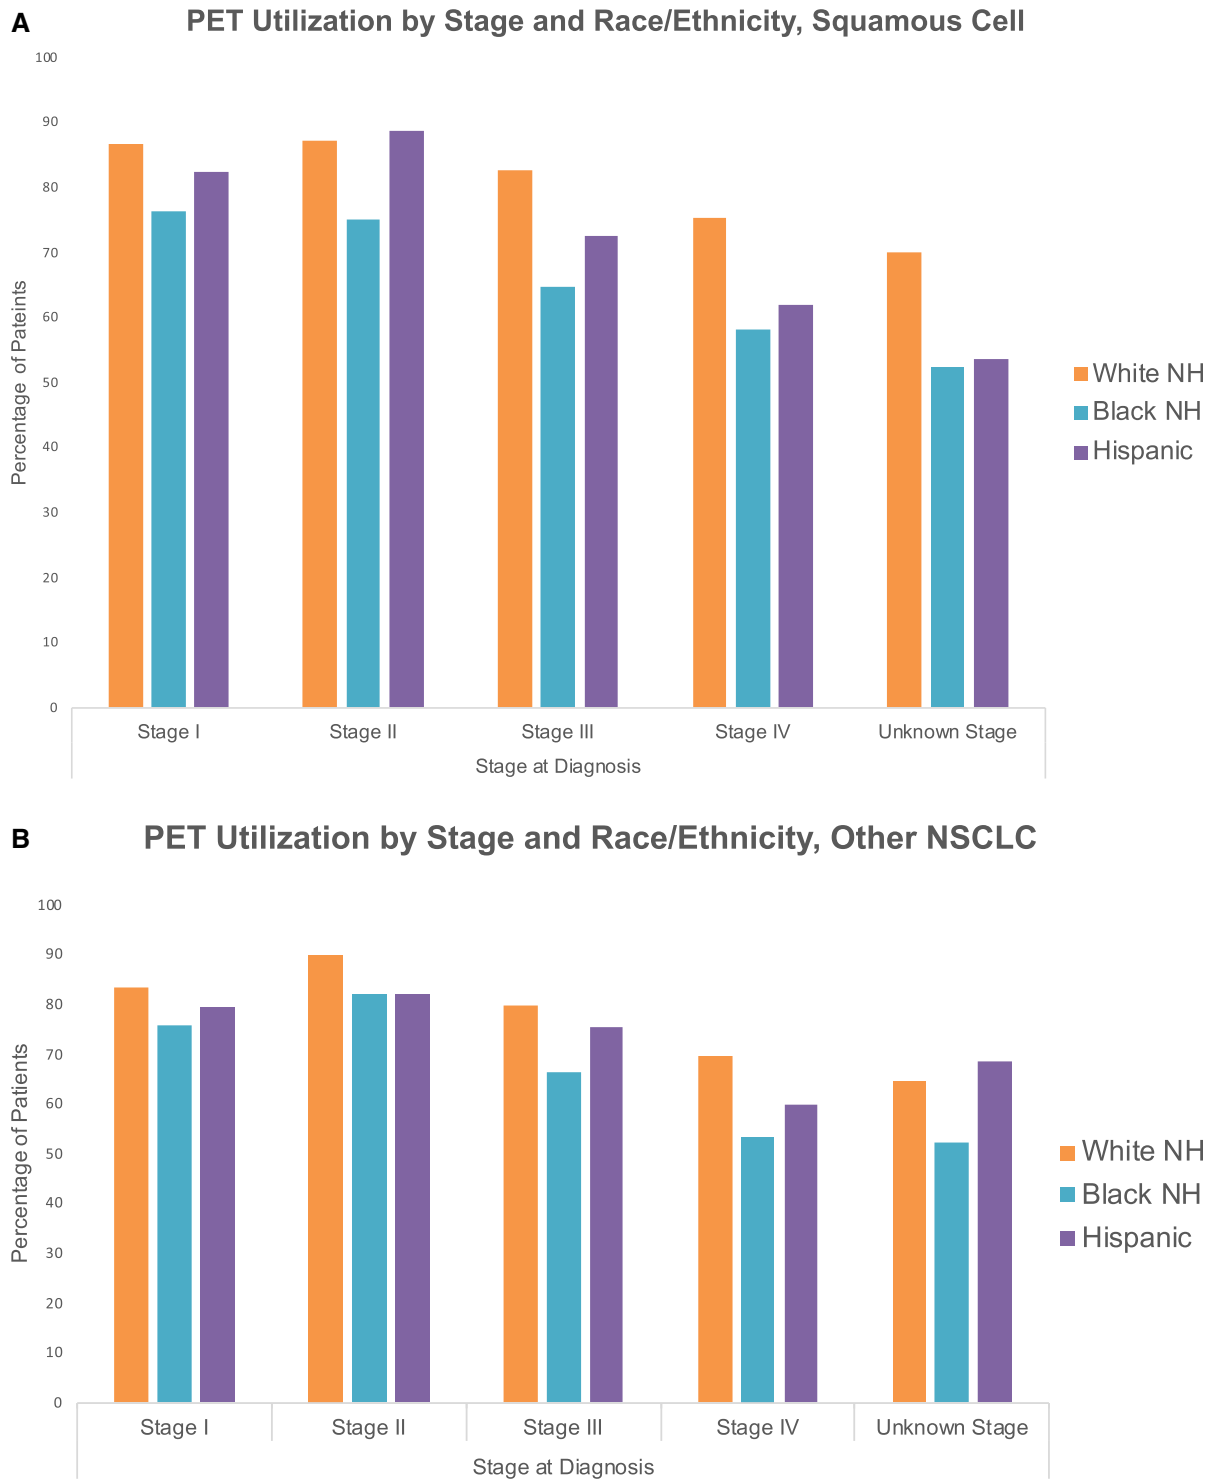 A
PET Utilization by Stage and Race/Ethnicity, Squamous Cell
100
90
80
70
60
50
40
30
20
10
0
Percentage of Pateints
White NH
Black NH
Hispanic
Stage I
Stage II
Stage III
Stage IV
Unknown Stage
Stage at Diagnosis
B
PET Utilization by Stage and Race/Ethnicity, Other NSCLC
100
90
80
70
60
50
40
30
20
10
0
Percentage of Patients
White NH
Black NH
Hispanic
Stage I
Stage II
Stage III
Stage IV
Unknown Stage
Stage at Diagnosis